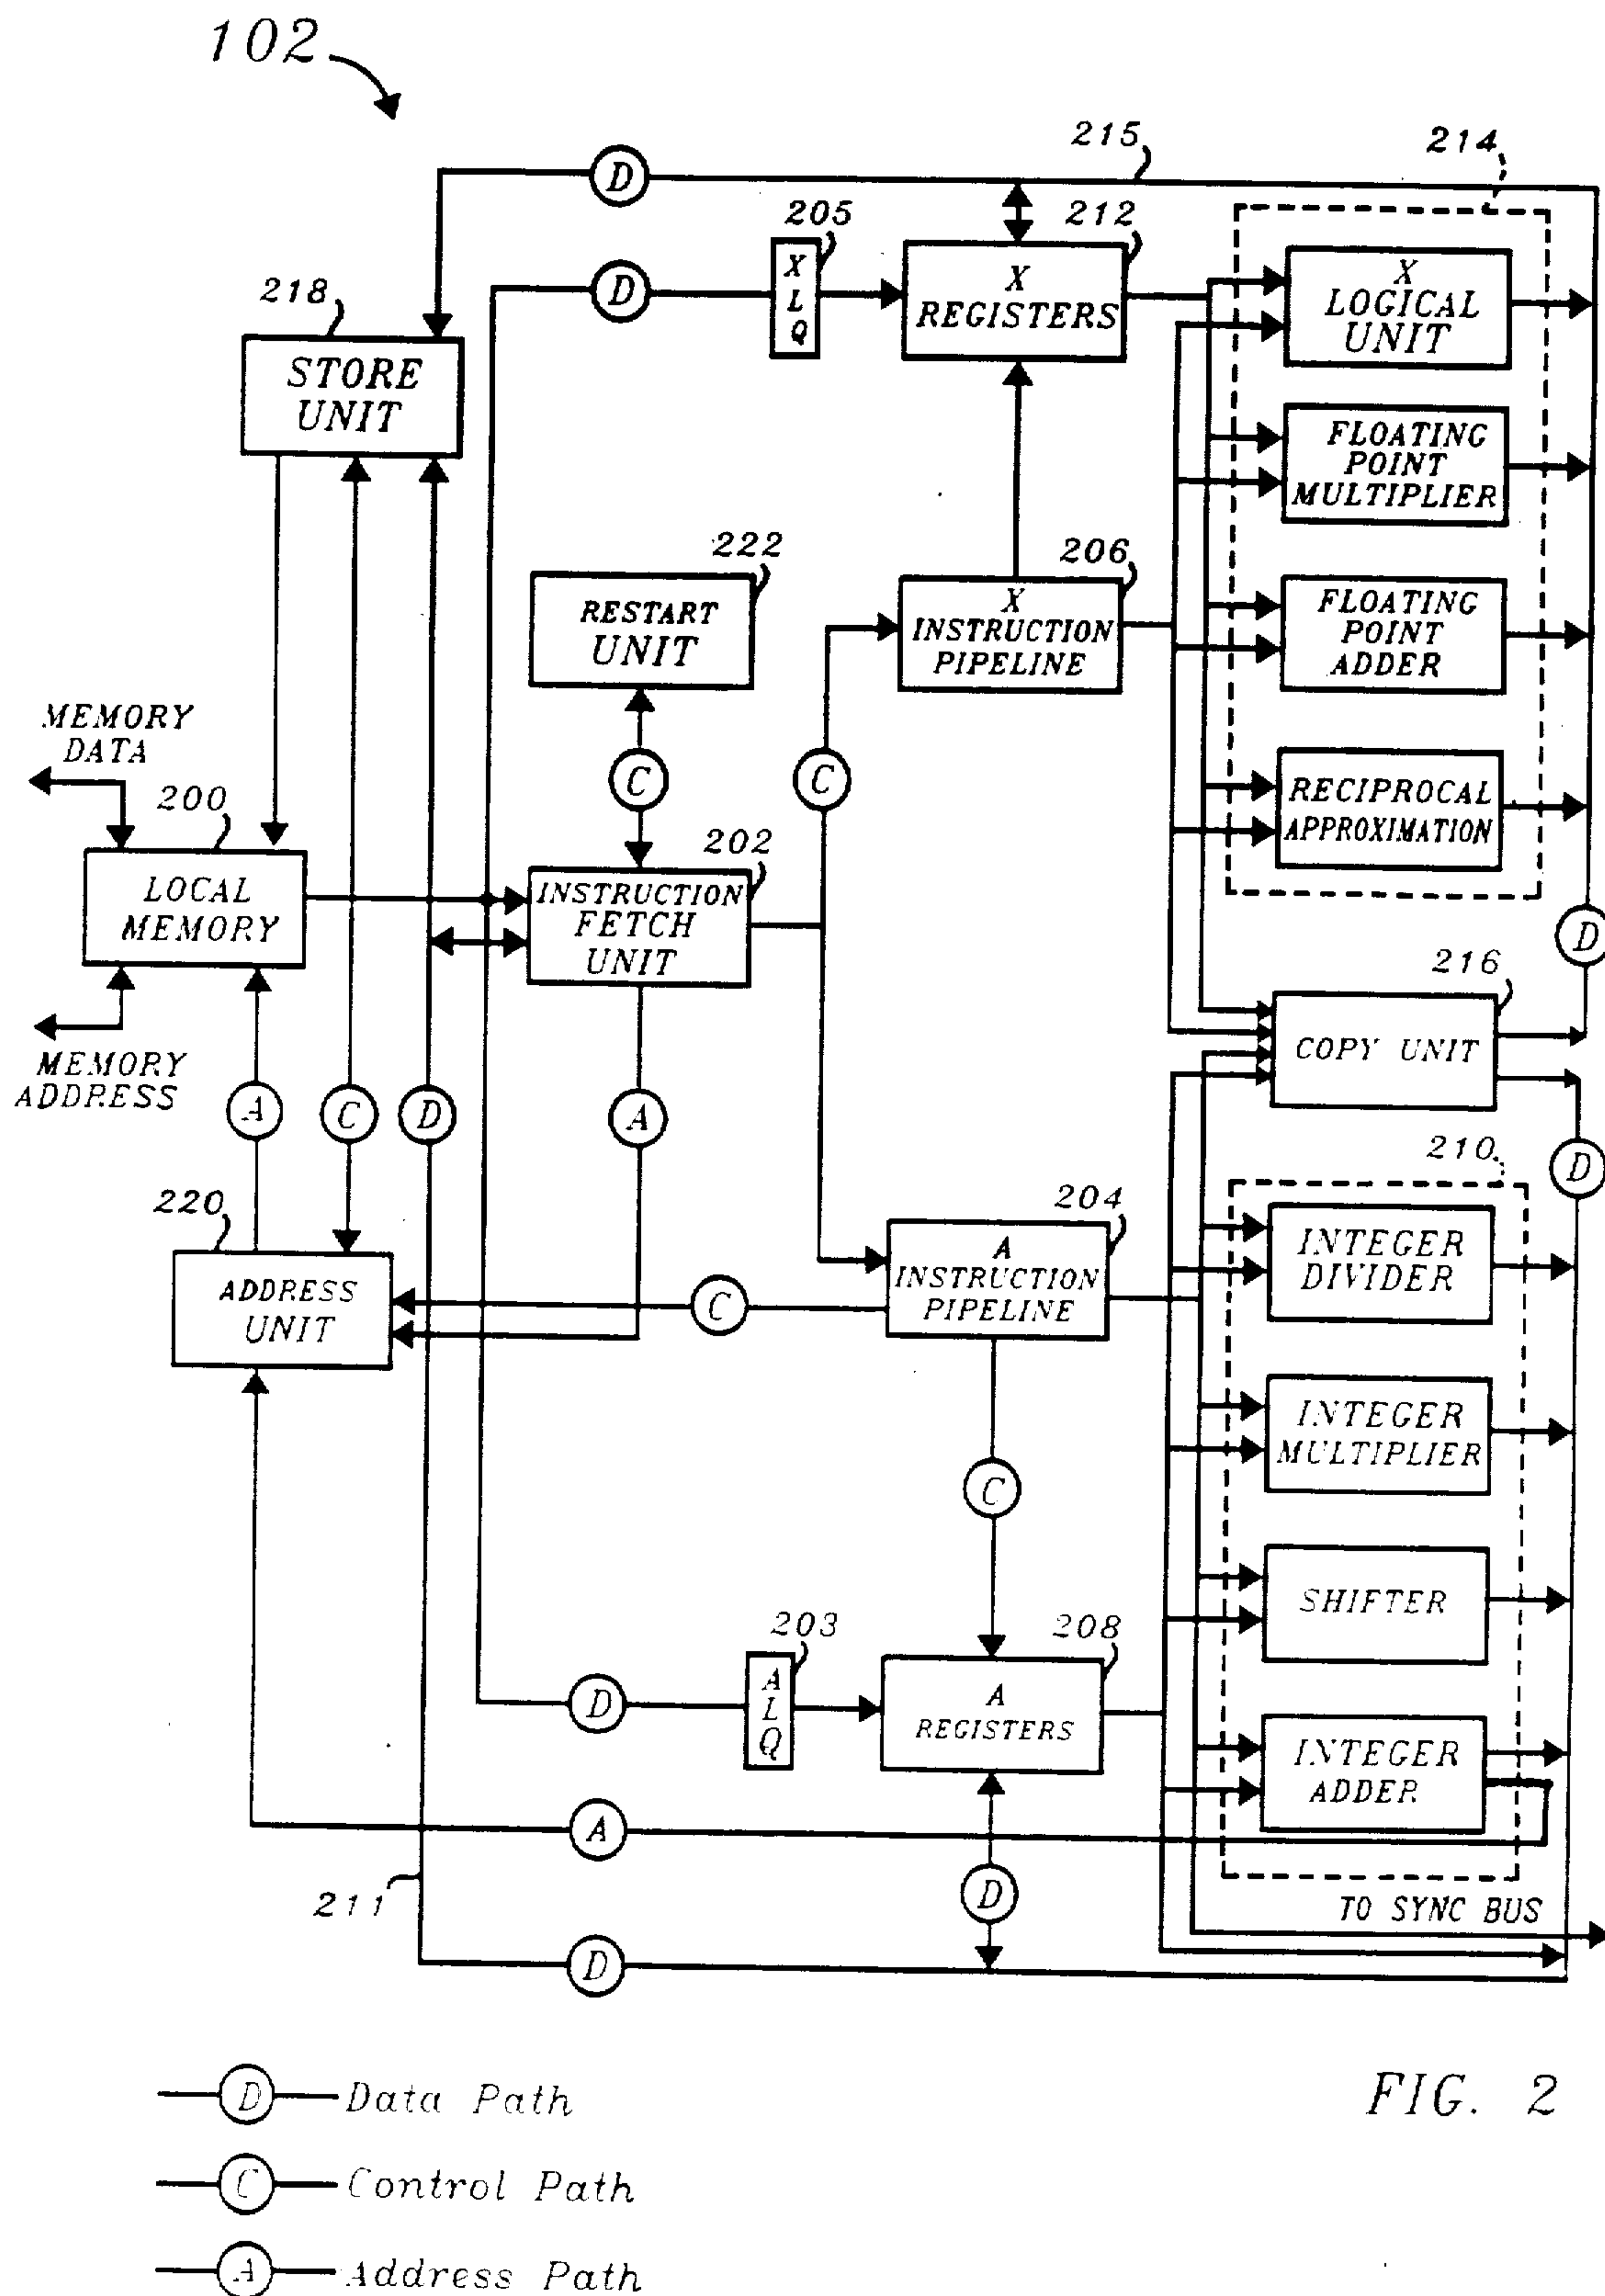 102
215
214
D
205
212
D
X
L
Q
X
REGISTERS
X
LOGICAL
UNIT
218
STORE
UNIT
FLOATING
POINT
MULTIPLIER
222
206
RESTART
UNIT
X
INSTRUCTION
PIPELINE
FLOATING
POINT
ADDER
MEMORY
DATA
C
C
RECIPROCAL
APPROXIMATION
200
202
LOCAL
MEMORY
INSTRUCTION
FETCH
UNIT
D
216
MEMORY
ADDRESS
COPY UNIT
A
C
D
A
210
D
220
204
ADDRESS
UNIT
C
A
INSTRUCTION
PIPELINE
INTEGER
DIVIDER
INTEGER
MULTIPLIER
C
203
208
SHIFTER
D
A
L
Q
A
REGISTERS
INTEGER
ADDER
A
211
D
TO SYNC BUS
D
D Data Path
C Control Path
A Address Path
FIG. 2